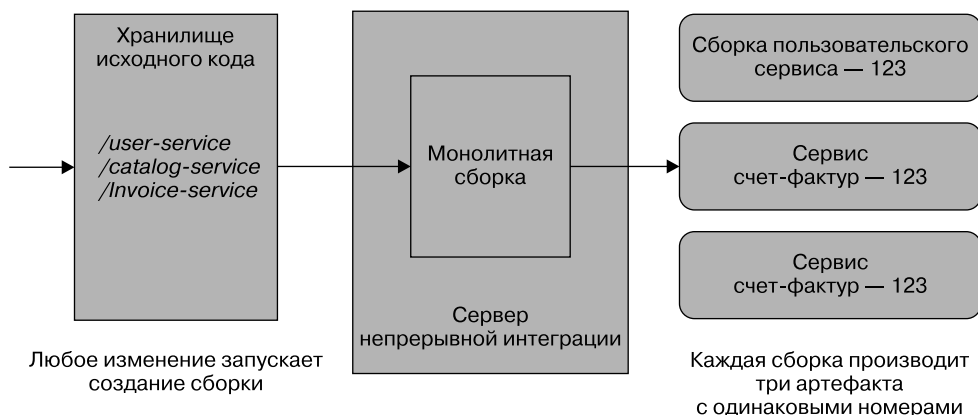 Хранилище
исходного кода
/user-service
/catalog-service
/Invoice-service
Любое изменение запускает
создание сборки
Монолитная
сборка
Сервер
непрерывной интеграции
Сборка пользовательского
сервиса — 123
Сервис
счет-фактур — 123
Сервис
счет-фактур — 123
Каждая сборка производит
три артефакта
с одинаковыми номерами